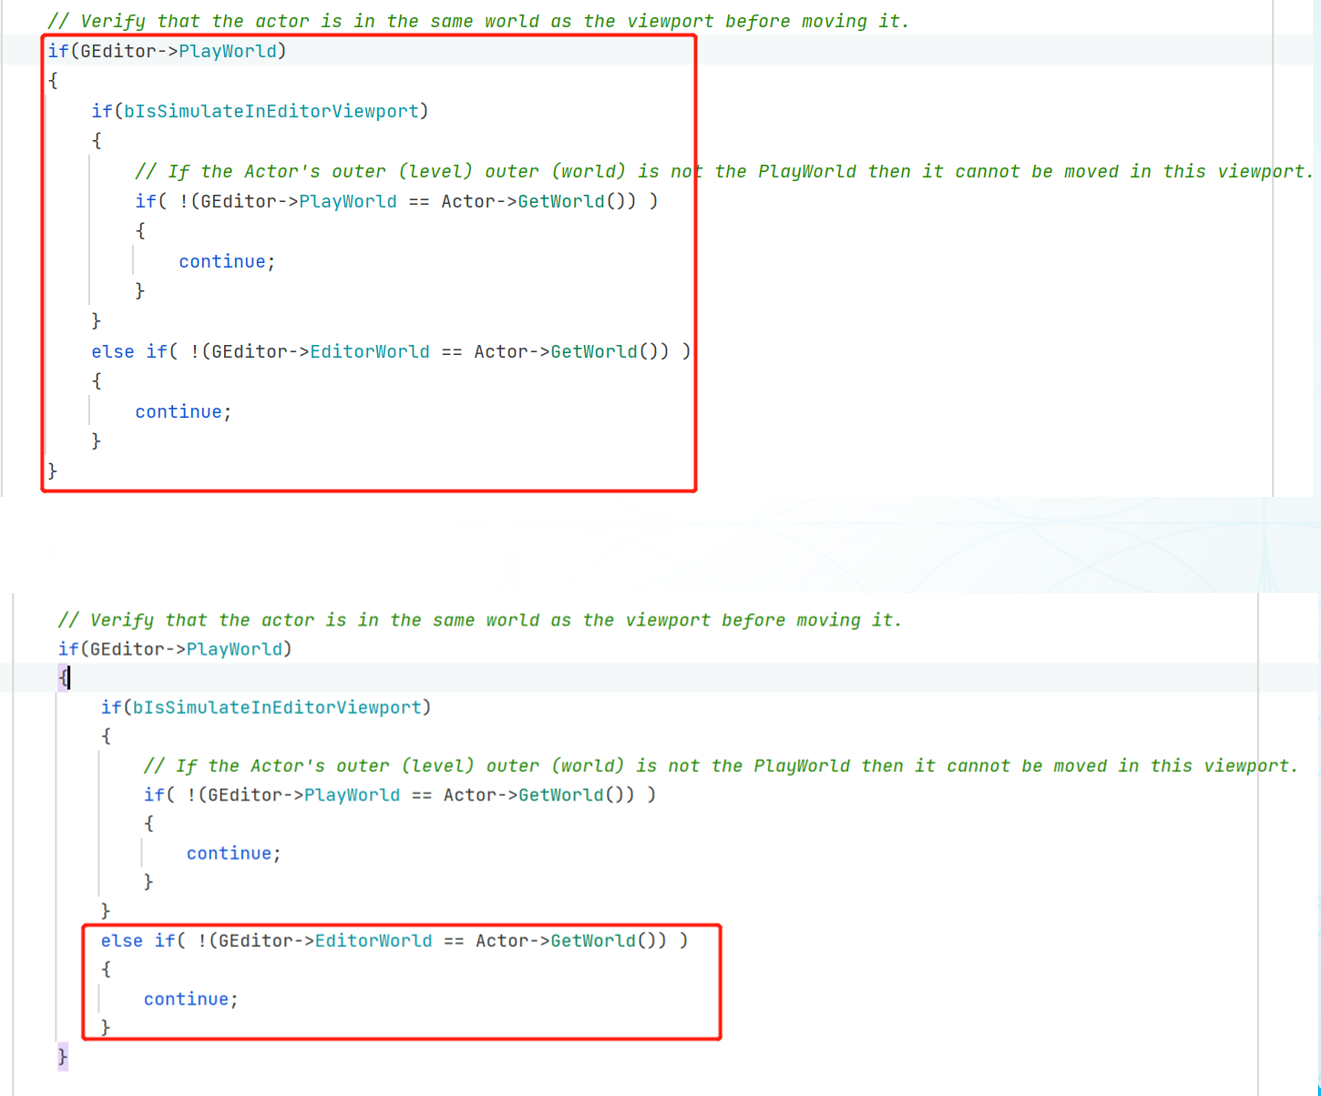 // Verify that the actor is in the same world as the viewport before moving it.
if(GEditor->PlayWorld)
{
if(bIsSimulateInEditorViewport)
{
// If the Actor's outer (level) outer (world) is not the PlayWorld then it cannot be moved in this viewport.
if( !(GEditor->PlayWorld == Actor->GetWorld()) )
{
continue;
}
}
else if( !(GEditor->EditorWorld == Actor->GetWorld()) )
{
continue;
}
}
// Verify that the actor is in the same world as the viewport before moving it.
if(GEditor->PlayWorld)
{
if(bIsSimulateInEditorViewport)
{
// If the Actor's outer (level) outer (world) is not the PlayWorld then it cannot be moved in this viewport.
if( !(GEditor->PlayWorld == Actor->GetWorld()) )
{
continue;
}
}
else if( !(GEditor->EditorWorld == Actor->GetWorld()) )
{
continue;
}
}